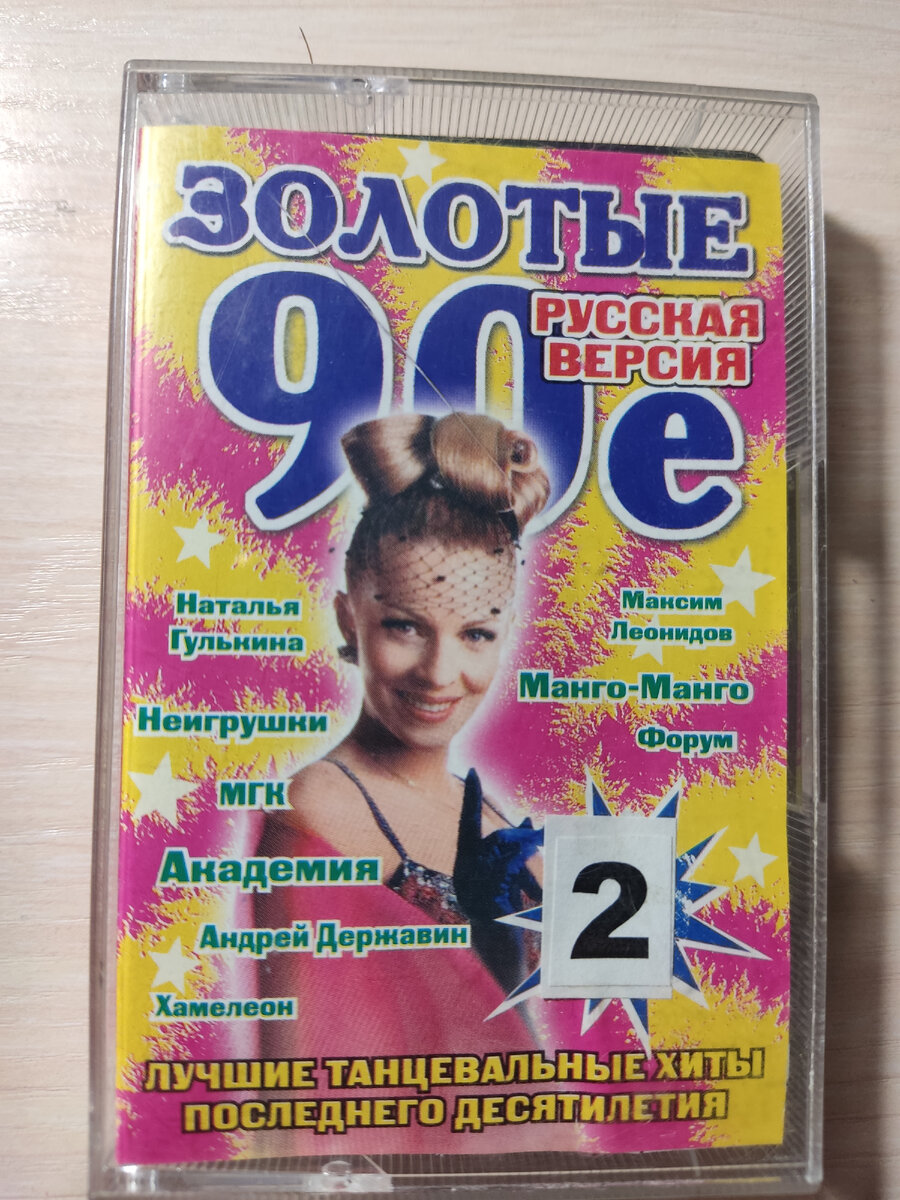 ЗОЛОТЫЕ
90е
РУССКАЯ
ВЕРСИЯ
Наталья
Гулькина
Максим
Леонидов
Манго-Манго
Неигрушки
Форум
МГК
Академия
2
Андрей Державин
Хамелеон
ЛУЧШИЕ ТАНЦЕВАЛЬНЫЕ ХИТЫ
ПОСЛЕДНЕГО ДЕСЯТИЛЕТИЯ